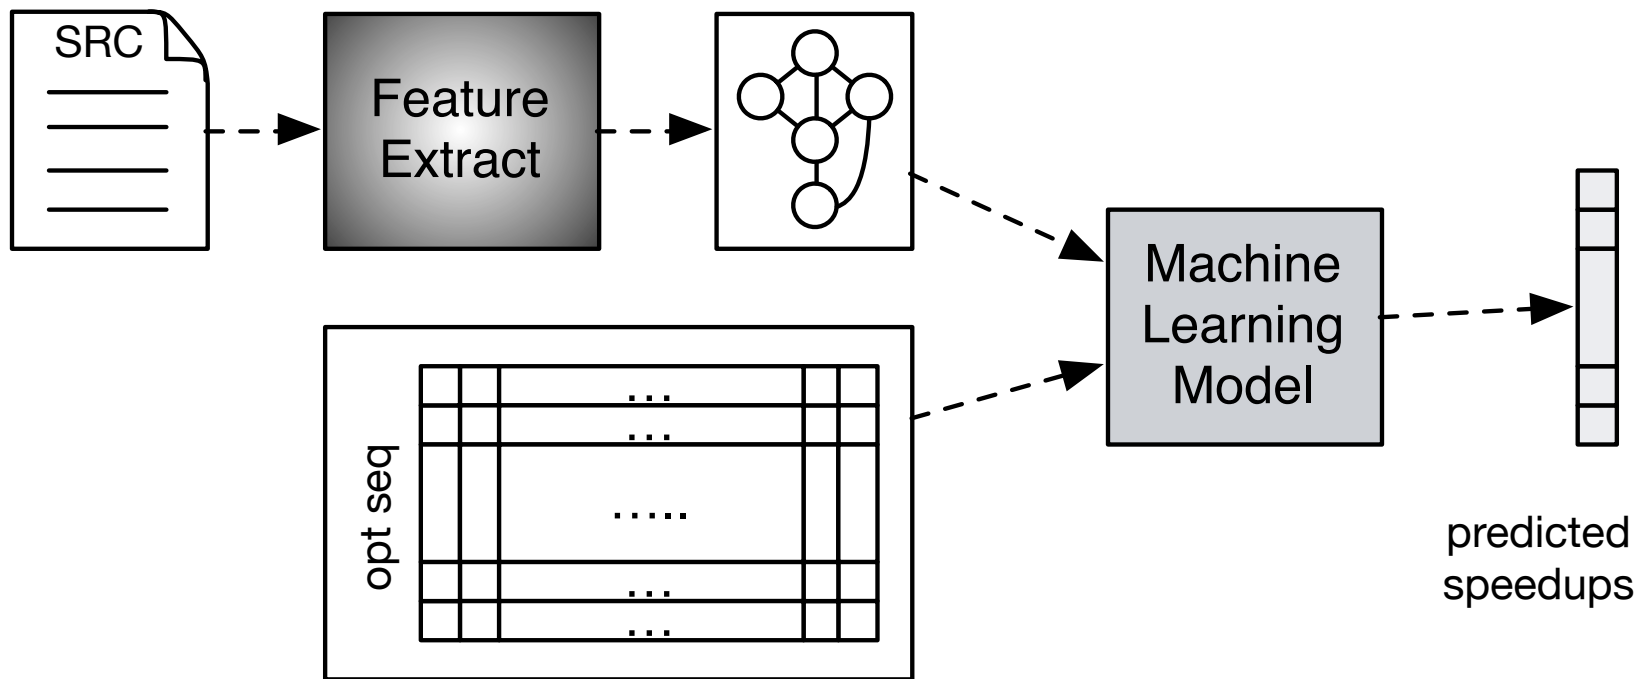 SRC
Feature
Extract
Machine
Learning
Model
...
...
.....
...
...
opt seq
predicted
speedups